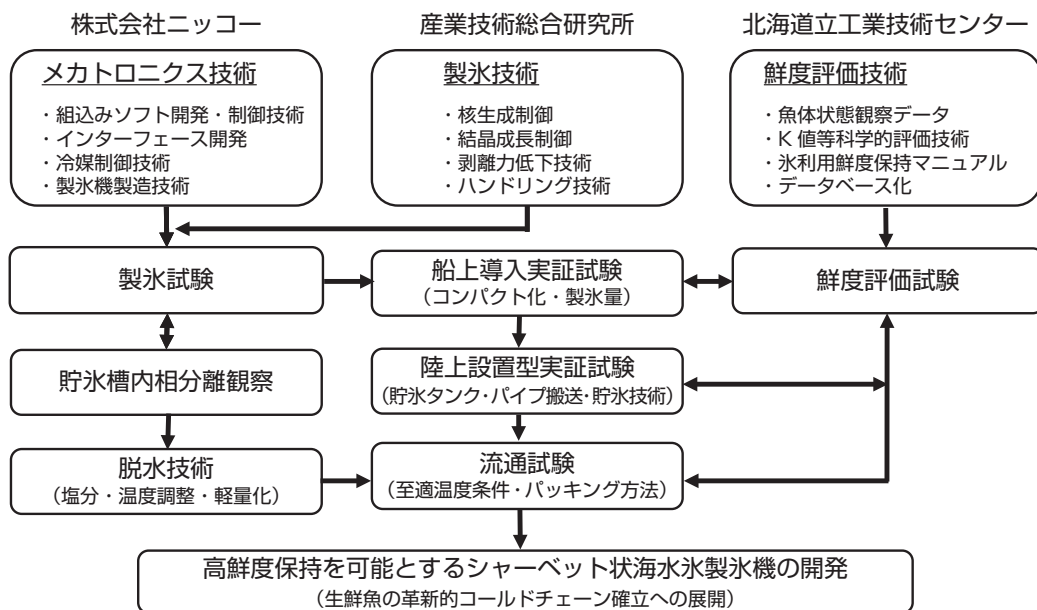 株式会社ニッコー
産業技術総合研究所
北海道立工業技術センター
メカトロニクス技術
・組込みソフト開発・制御技術
・インターフェース開発
・冷媒制御技術
・製氷機製造技術
製氷技術
・核生成制御
・結晶成長制御
・剥離力低下技術
・ハンドリング技術
鮮度評価技術
・魚体状態観察データ
・K 値等科学的評価技術
・氷利用鮮度保持マニュアル
・データベース化
製氷試験
船上導入実証試験
（コンパクト化・製氷量）
鮮度評価試験
貯氷槽内相分離観察
陸上設置型実証試験
（貯氷タンク・パイプ搬送・貯氷技術）
脱水技術
（塩分・温度調整・軽量化）
流通試験
（至適温度条件・パッキング方法）
高鮮度保持を可能とするシャーベット状海水氷製氷機の開発
（生鮮魚の革新的コールドチェーン確立への展開）